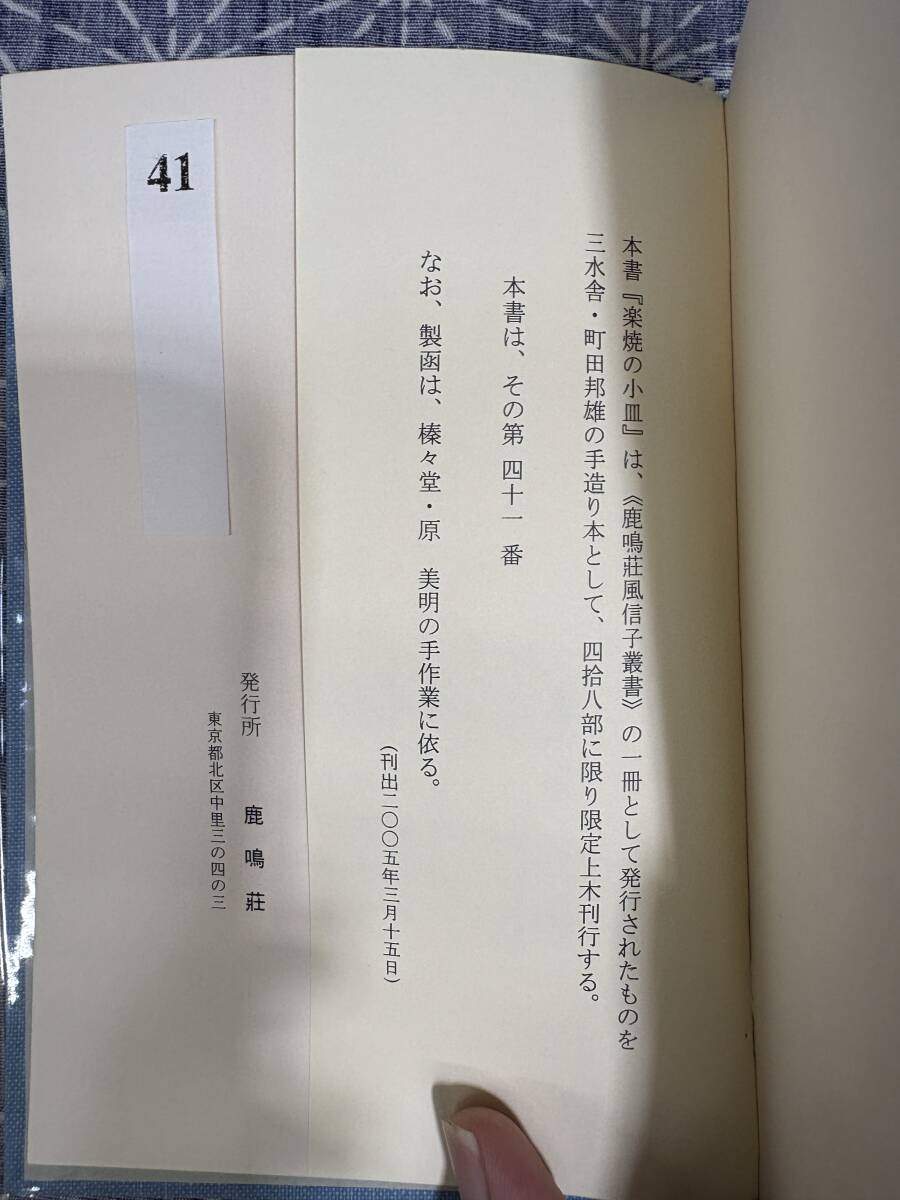 本書『楽焼の小皿』は、《鹿鳴莊風信子叢書》の一冊として発行されたものを
三水舎・町田邦雄の手造り本として、四拾八部に限り限定上木刊行する。
本書は、その第 四十一 番
なお、製函は、榛々堂・原 美明の手作業に依る。
(刊出二〇〇五年三月十五日)
発行所 鹿鳴莊
東京都北区中里三の四の三
41